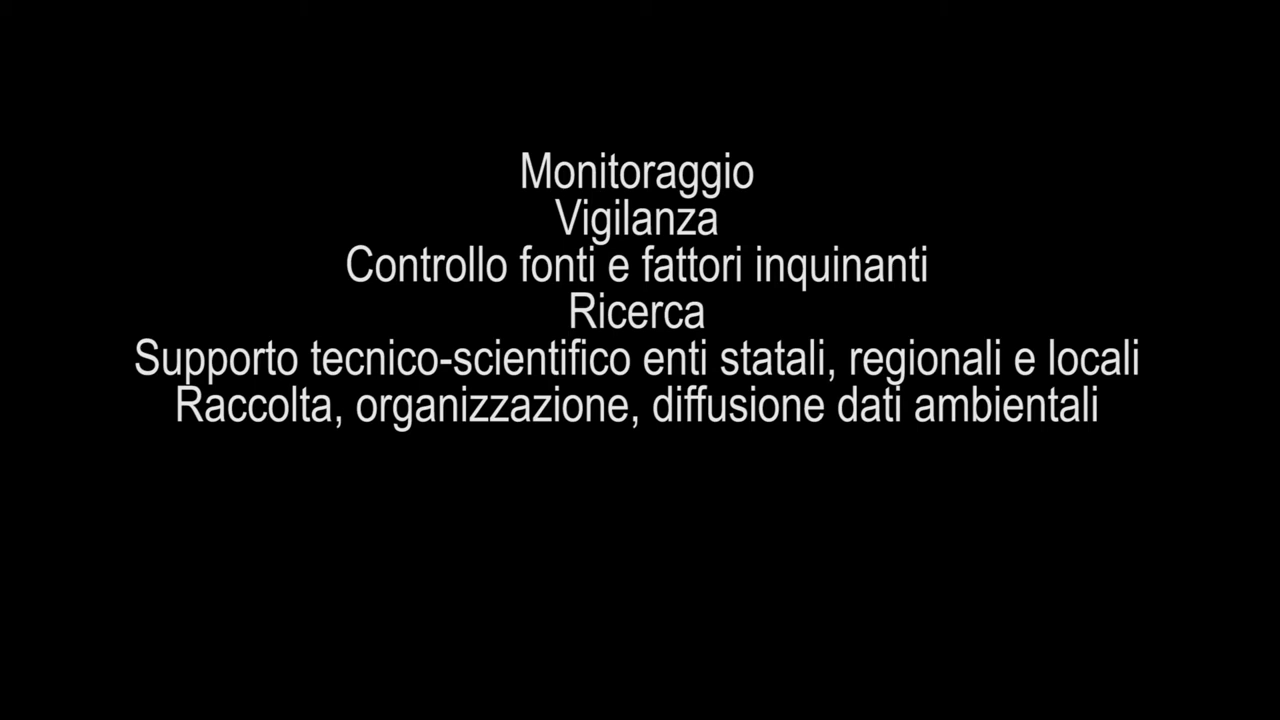 Monitoraggio
Vigilanza
Controllo fonti e fattori inquinanti
Ricerca
Supporto tecnico-scientifico enti statali, regionali e locali
Raccolta, organizzazione, diffusione dati ambientali